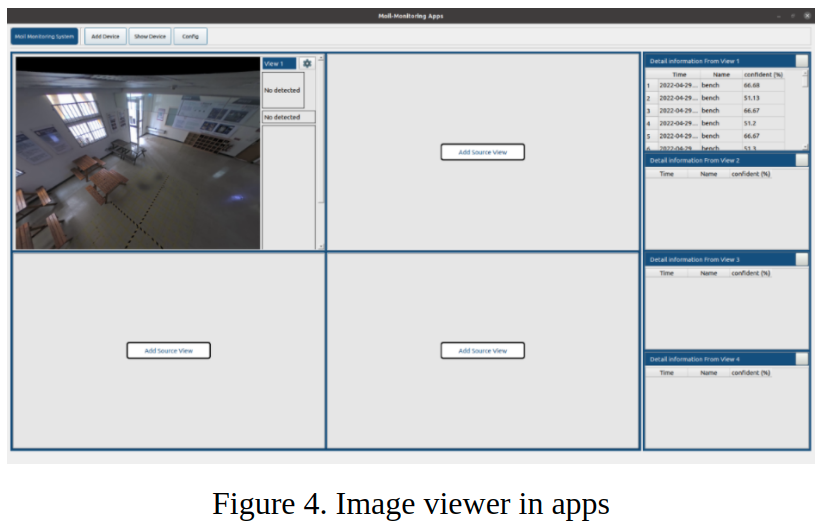 Moil-Monitoring Apps
Moil Monitoring System Add Device Show Device Config
View 1
No detected
No detected
Add Source View
Add Source View
Add Source View
Detail information From View 1
Time Name confident (%)
1 2022-04-29... bench 66.68
2 2022-04-29... bench 51.13
3 2022-04-29... bench 66.67
4 2022-04-29... bench 51.2
5 2022-04-29... bench 66.67
6 2022-04-29... bench 51.3
Detail information From View 2
Time Name confident (%)
Detail information From View 3
Time Name confident (%)
Detail information From View 4
Time Name confident (%)
Figure 4. Image viewer in apps